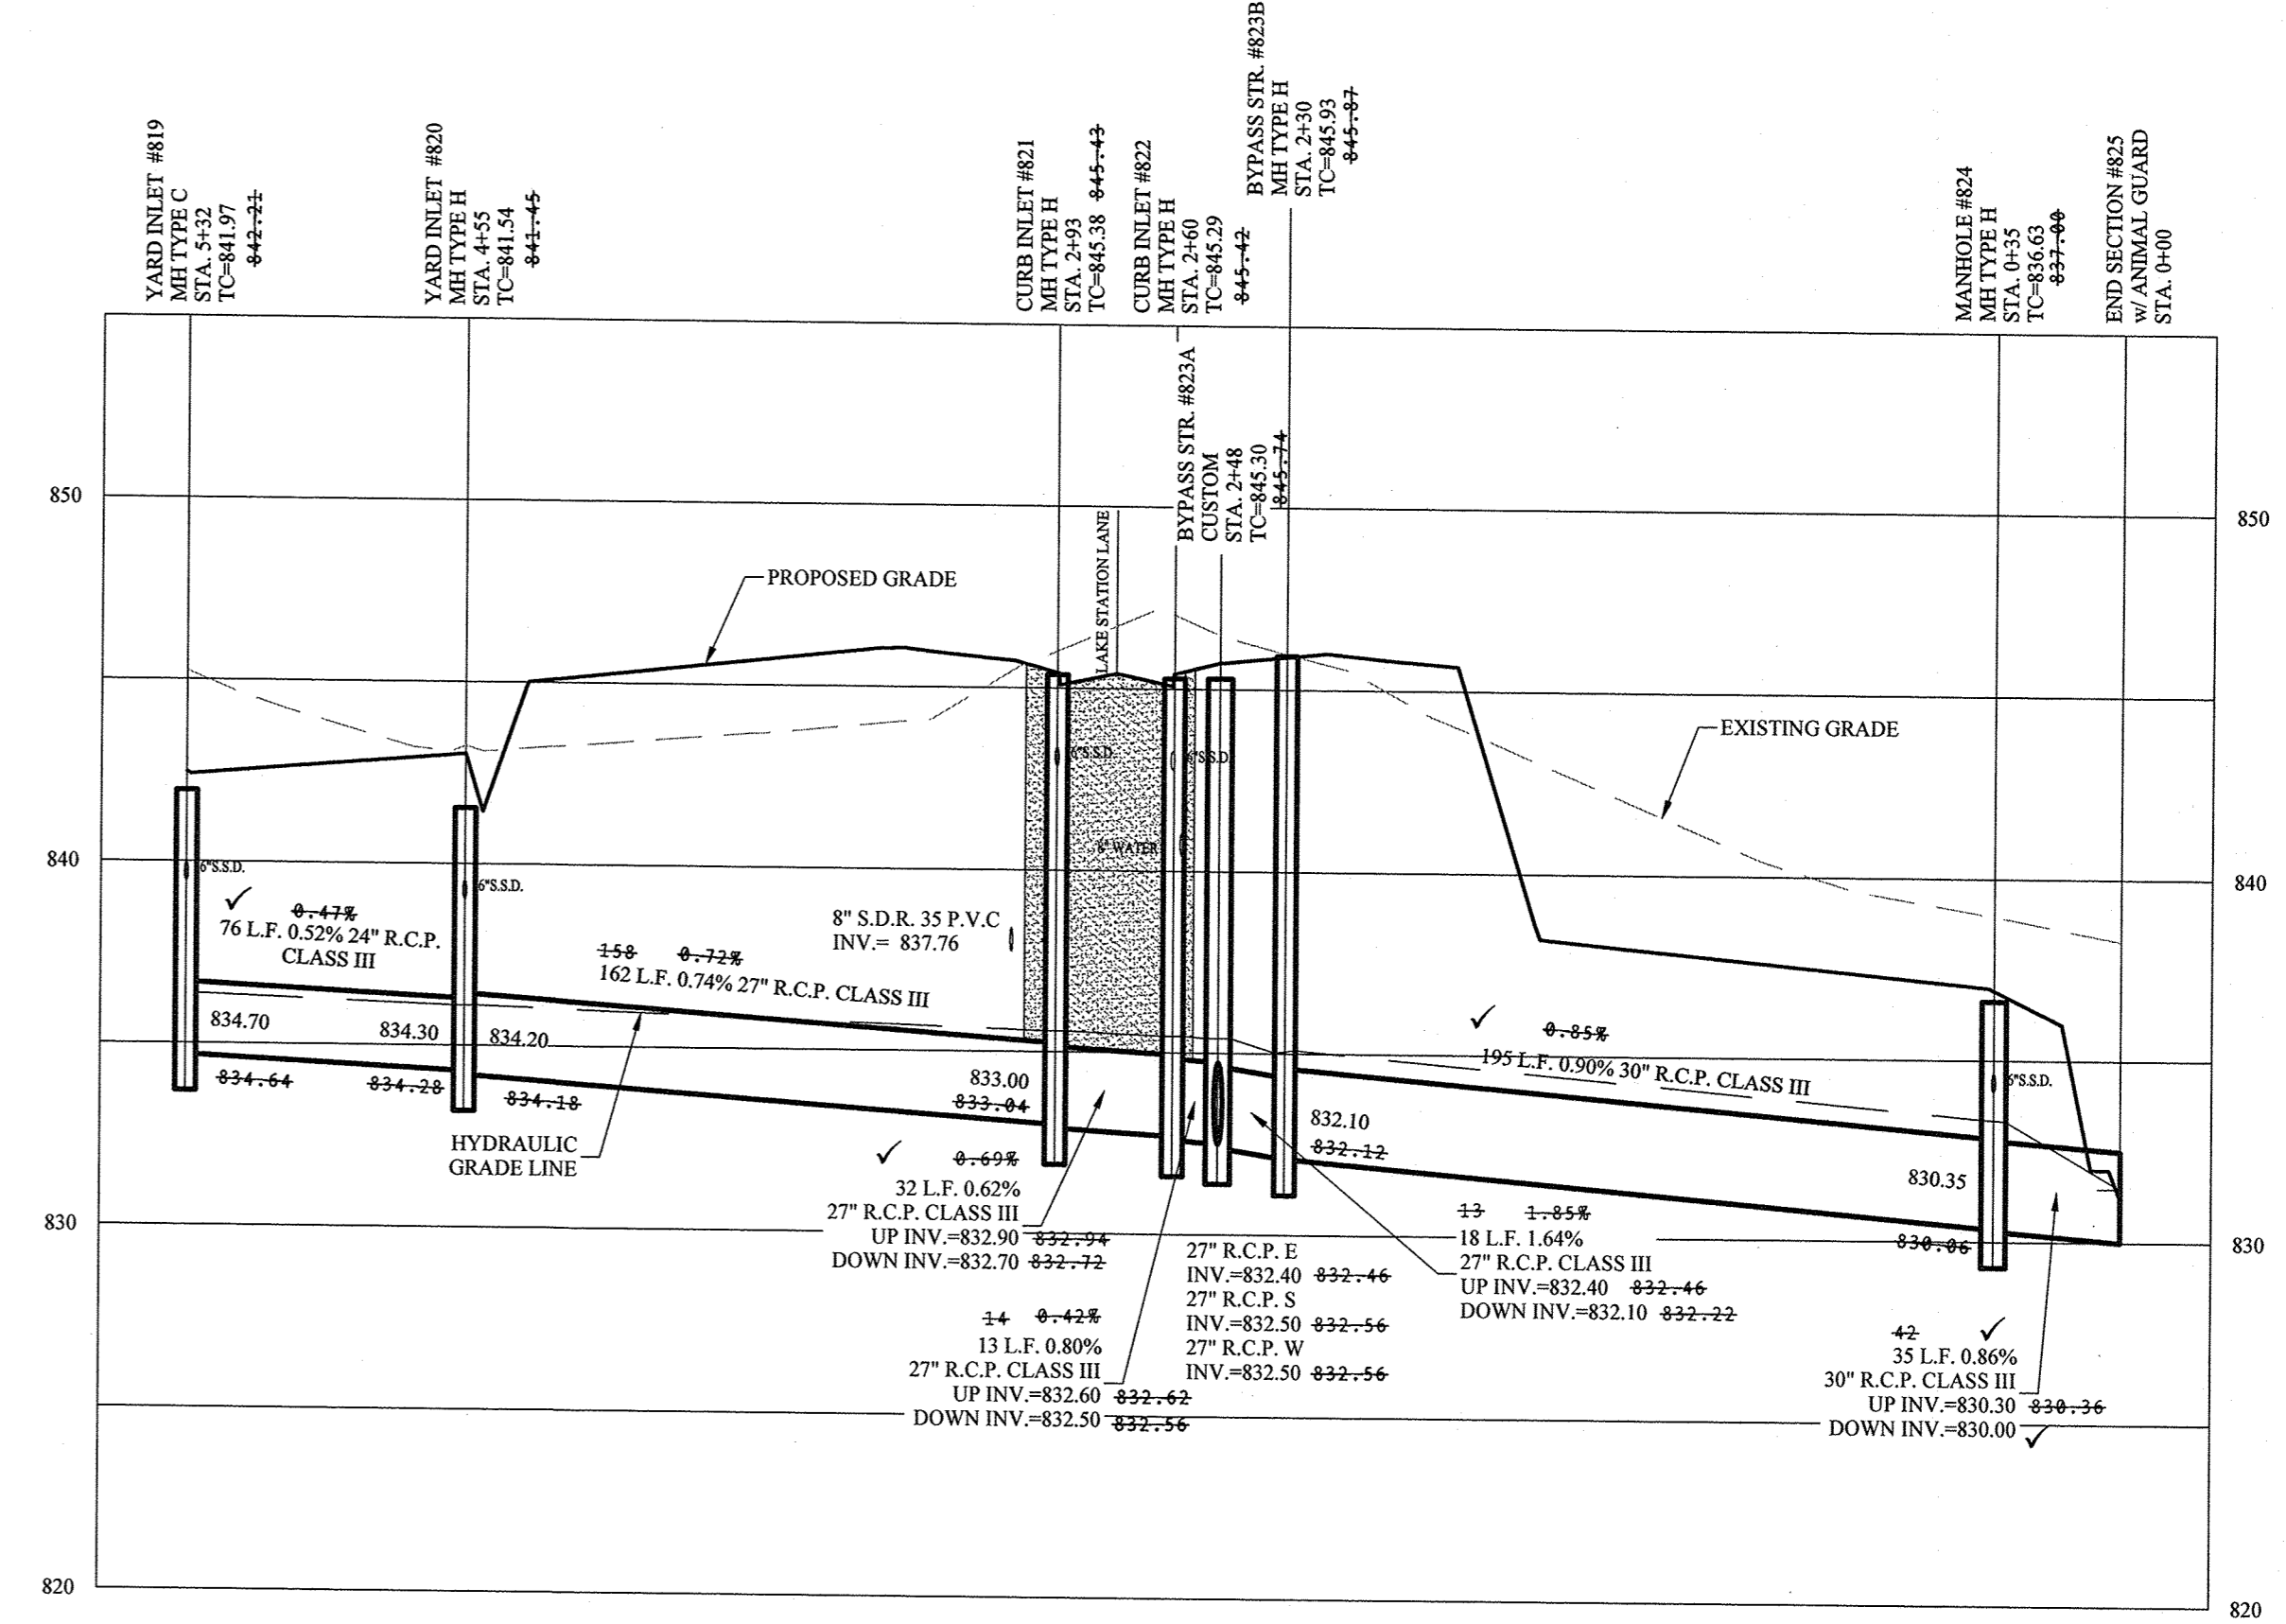 YARD INLET #819
MH TYPE C
STA. 5+32
TC=841.97
842.21
YARD INLET #820
MH TYPE H
STA. 4+55
TC=841.54
841.45
CURB INLET #821
MH TYPE H
STA. 2+93
TC=845.38 845.43
CURB INLET #822
MH TYPE H
STA. 2+60
TC=845.29
845.42
BYPASS STR. #823B
MH TYPE H
STA. 2+30
TC=845.93
845.87
MANHOLE #824
MH TYPE H
STA. 0+35
TC=836.63
837.00
END SECTION #825
w/ ANIMAL GUARD
STA. 0+00
BYPASS STR. #823A
CUSTOM
STA. 2+48
TC=845.30
845.74
LAKE STATION LANE
850
850
PROPOSED GRADE
EXISTING GRADE
6"S.S.D.
6"S.S.D.
840
840
6"S.S.D.
6"S.S.D.
6" WATER
0.47%
76 L.F. 0.52% 24" R.C.P.
CLASS III
8" S.D.R. 35 P.V.C
INV.= 837.76
158 0.72%
162 L.F. 0.74% 27" R.C.P. CLASS III
0.85%
195 L.F. 0.90% 30" R.C.P. CLASS III
834.70
834.64
834.30
834.28
834.20
834.18
HYDRAULIC
GRADE LINE
833.00
833.04
832.10
832.12
6"S.S.D.
830.35
830.06
830
830
0.69%
32 L.F. 0.62%
27" R.C.P. CLASS III
UP INV.=832.90 832.94
DOWN INV.=832.70 832.72
14 0.42%
13 L.F. 0.80%
27" R.C.P. CLASS III
UP INV.=832.60 832.62
DOWN INV.=832.50 832.56
27" R.C.P. E
INV.=832.40 832.46
27" R.C.P. S
INV.=832.50 832.56
27" R.C.P. W
INV.=832.50 832.56
13 1.85%
18 L.F. 1.64%
27" R.C.P. CLASS III
UP INV.=832.40 832.46
DOWN INV.=832.10 832.22
42
35 L.F. 0.86%
30" R.C.P. CLASS III
UP INV.=830.30 830.36
DOWN INV.=830.00
820
820